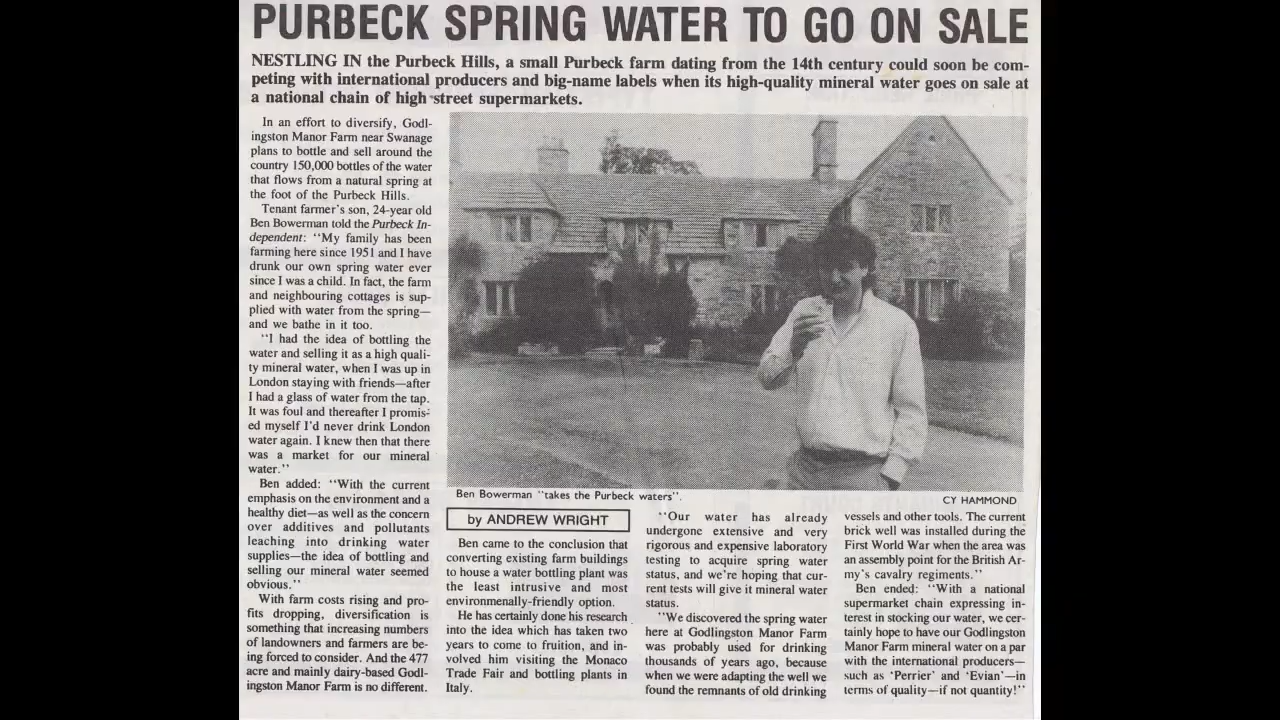 PURBECK SPRING WATER TO GO ON SALE
NESTLING IN the Purbeck Hills, a small Purbeck farm dating from the 14th century could soon be com-
peting with international producers and big-name labels when its high-quality mineral water goes on sale at
a national chain of high street supermarkets.
In an effort to diversify, Godl-
ingston Manor Farm near Swanage
plans to bottle and sell around the
country 150,000 bottles of the water
that flows from a natural spring at
the foot of the Purbeck Hills.
Tenant farmer's son, 24-year old
Ben Bowerman told the Purbeck In-
dependent: "My family has been
farming here since 1951 and I have
drunk our own spring water ever
since I was a child. In fact, the farm
and neighbouring cottages is sup-
plied with water from the spring—
and we bathe in it too.
"I had the idea of bottling the
water and selling it as a high quali-
ty mineral water, when I was up in
London staying with friends—after
I had a glass of water from the tap.
It was foul and thereafter I promis-
ed myself I'd never drink London
water again. I knew then that there
was a market for our mineral
water."
Ben added: "With the current
emphasis on the environment and a
healthy diet—as well as the concern
over additives and pollutants
leaching into drinking water
supplies—the idea of bottling and
selling our mineral water seemed
obvious."
With farm costs rising and pro-
fits dropping, diversification is
something that increasing numbers
of landowners and farmers are be-
ing forced to consider. And the 477
acre and mainly dairy-based Godl-
ingston Manor Farm is no different.
Ben Bowerman "takes the Purbeck waters".
CY HAMMOND
by ANDREW WRIGHT
Ben came to the conclusion that
converting existing farm buildings
to house a water bottling plant was
the least intrusive and most
environmenally-friendly option.
He has certainly done his research
into the idea which has taken two
years to come to fruition, and in-
volved him visiting the Monaco
Trade Fair and bottling plants in
Italy.
"Our water has already
undergone extensive and very
rigorous and expensive laboratory
testing to acquire spring water
status, and we're hoping that cur-
rent tests will give it mineral water
status.
"We discovered the spring water
here at Godlingston Manor Farm
was probably used for drinking
thousands of years ago, because
when we were adapting the well we
found the remnants of old drinking
vessels and other tools. The current
brick well was installed during the
First World War when the area was
an assembly point for the British Ar-
my's cavalry regiments."
Ben ended: "With a national
supermarket chain expressing in-
terest in stocking our water, we cer-
tainly hope to have our Godlingston
Manor Farm mineral water on a par
with the international producers—
such as 'Perrier' and 'Evian'—in
terms of quality—if not quantity!"